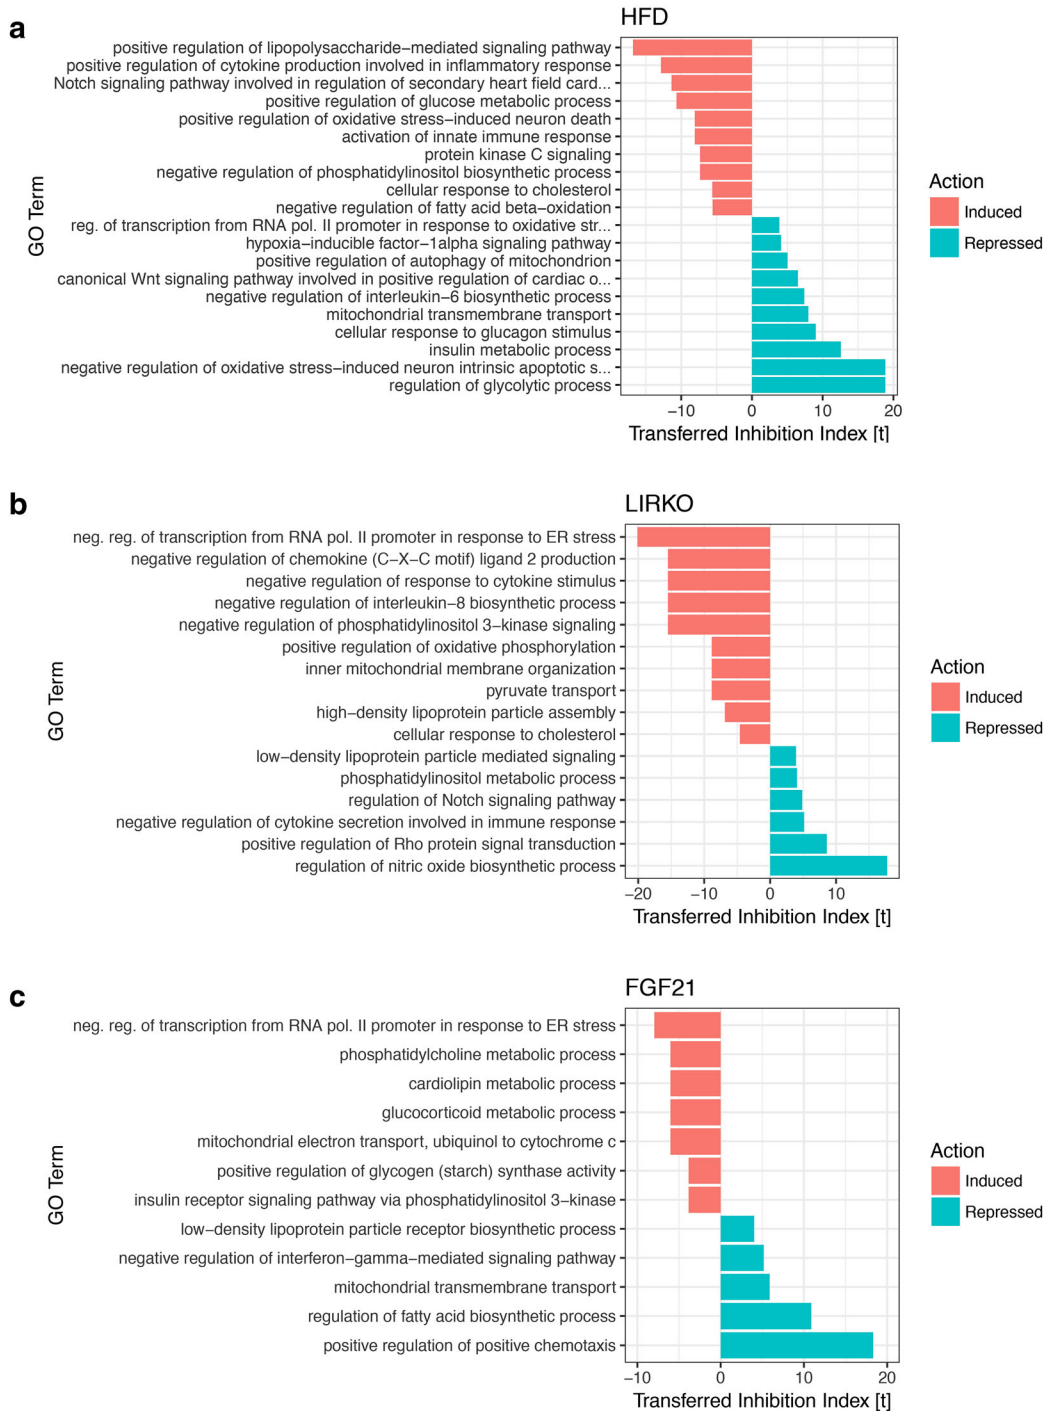 a
HFD
GO Term
positive regulation of lipopolysaccharide−mediated signaling pathway
positive regulation of cytokine production involved in inflammatory response
Notch signaling pathway involved in regulation of secondary heart field card...
positive regulation of glucose metabolic process
positive regulation of oxidative stress−induced neuron death
activation of innate immune response
protein kinase C signaling
negative regulation of phosphatidylinositol biosynthetic process
cellular response to cholesterol
negative regulation of fatty acid beta−oxidation
reg. of transcription from RNA pol. II promoter in response to oxidative str...
hypoxia−inducible factor−1alpha signaling pathway
positive regulation of autophagy of mitochondrion
canonical Wnt signaling pathway involved in positive regulation of cardiac o...
negative regulation of interleukin−6 biosynthetic process
mitochondrial transmembrane transport
cellular response to glucagon stimulus
insulin metabolic process
negative regulation of oxidative stress−induced neuron intrinsic apoptotic s...
regulation of glycolytic process
−10 0 10 20
Transferred Inhibition Index [t]
Action
Induced
Repressed
b
LIRKO
GO Term
neg. reg. of transcription from RNA pol. II promoter in response to ER stress
negative regulation of chemokine (C−X−C motif) ligand 2 production
negative regulation of response to cytokine stimulus
negative regulation of interleukin−8 biosynthetic process
negative regulation of phosphatidylinositol 3−kinase signaling
positive regulation of oxidative phosphorylation
inner mitochondrial membrane organization
pyruvate transport
high−density lipoprotein particle assembly
cellular response to cholesterol
low−density lipoprotein particle mediated signaling
phosphatidylinositol metabolic process
regulation of Notch signaling pathway
negative regulation of cytokine secretion involved in immune response
positive regulation of Rho protein signal transduction
regulation of nitric oxide biosynthetic process
−20 −10 0 10
Transferred Inhibition Index [t]
Action
Induced
Repressed
c
FGF21
GO Term
neg. reg. of transcription from RNA pol. II promoter in response to ER stress
phosphatidylcholine metabolic process
cardiolipin metabolic process
glucocorticoid metabolic process
mitochondrial electron transport, ubiquinol to cytochrome c
positive regulation of glycogen (starch) synthase activity
insulin receptor signaling pathway via phosphatidylinositol 3−kinase
low−density lipoprotein particle receptor biosynthetic process
negative regulation of interferon−gamma−mediated signaling pathway
mitochondrial transmembrane transport
regulation of fatty acid biosynthetic process
positive regulation of positive chemotaxis
−10 0 10 20
Transferred Inhibition Index [t]
Action
Induced
Repressed